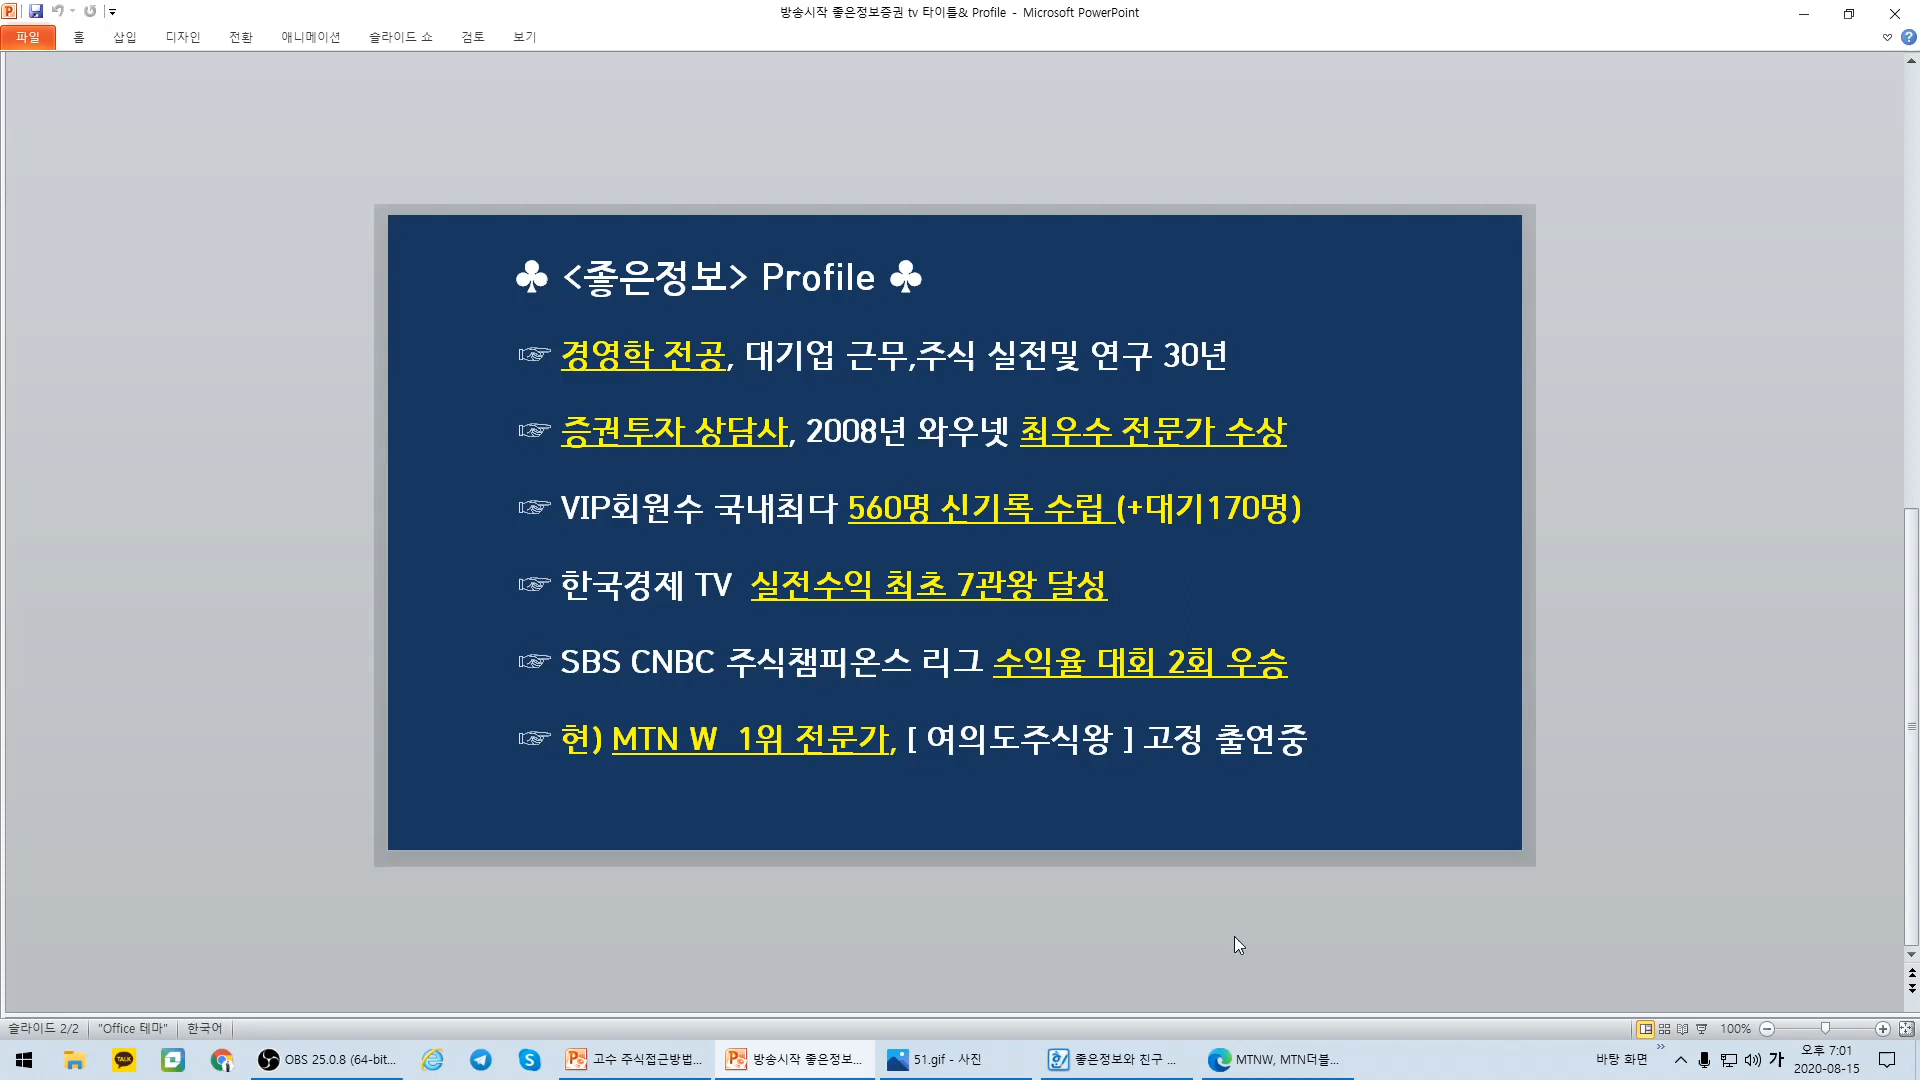 방송시작 좋은정보증권 tv 타이틀& Profile - Microsoft PowerPoint
파일 홈 삽입 디자인 전환 애니메이션 슬라이드 쇼 검토 보기
♣ <좋은정보> Profile ♣
☞ 경영학 전공, 대기업 근무,주식 실전및 연구 30년
☞ 증권투자 상담사, 2008년 와우넷 최우수 전문가 수상
☞ VIP회원수 국내최다 560명 신기록 수립 (+대기170명)
☞ 한국경제 TV 실전수익 최초 7관왕 달성
☞ SBS CNBC 주식챔피온스 리그 수익율 대회 2회 우승
☞ 현) MTN W 1위 전문가, [ 여의도주식왕 ] 고정 출연중
슬라이드 2/2 "Office 테마" 한국어 100%
TALK OBS 25.0.8 (64-bit... 고수 주식접근방법... 방송시작 좋은정보... 51.gif - 사진 좋은정보와 친구 ... MTNW, MTN더블... 바탕 화면 가 오후 7:01
2020-08-15